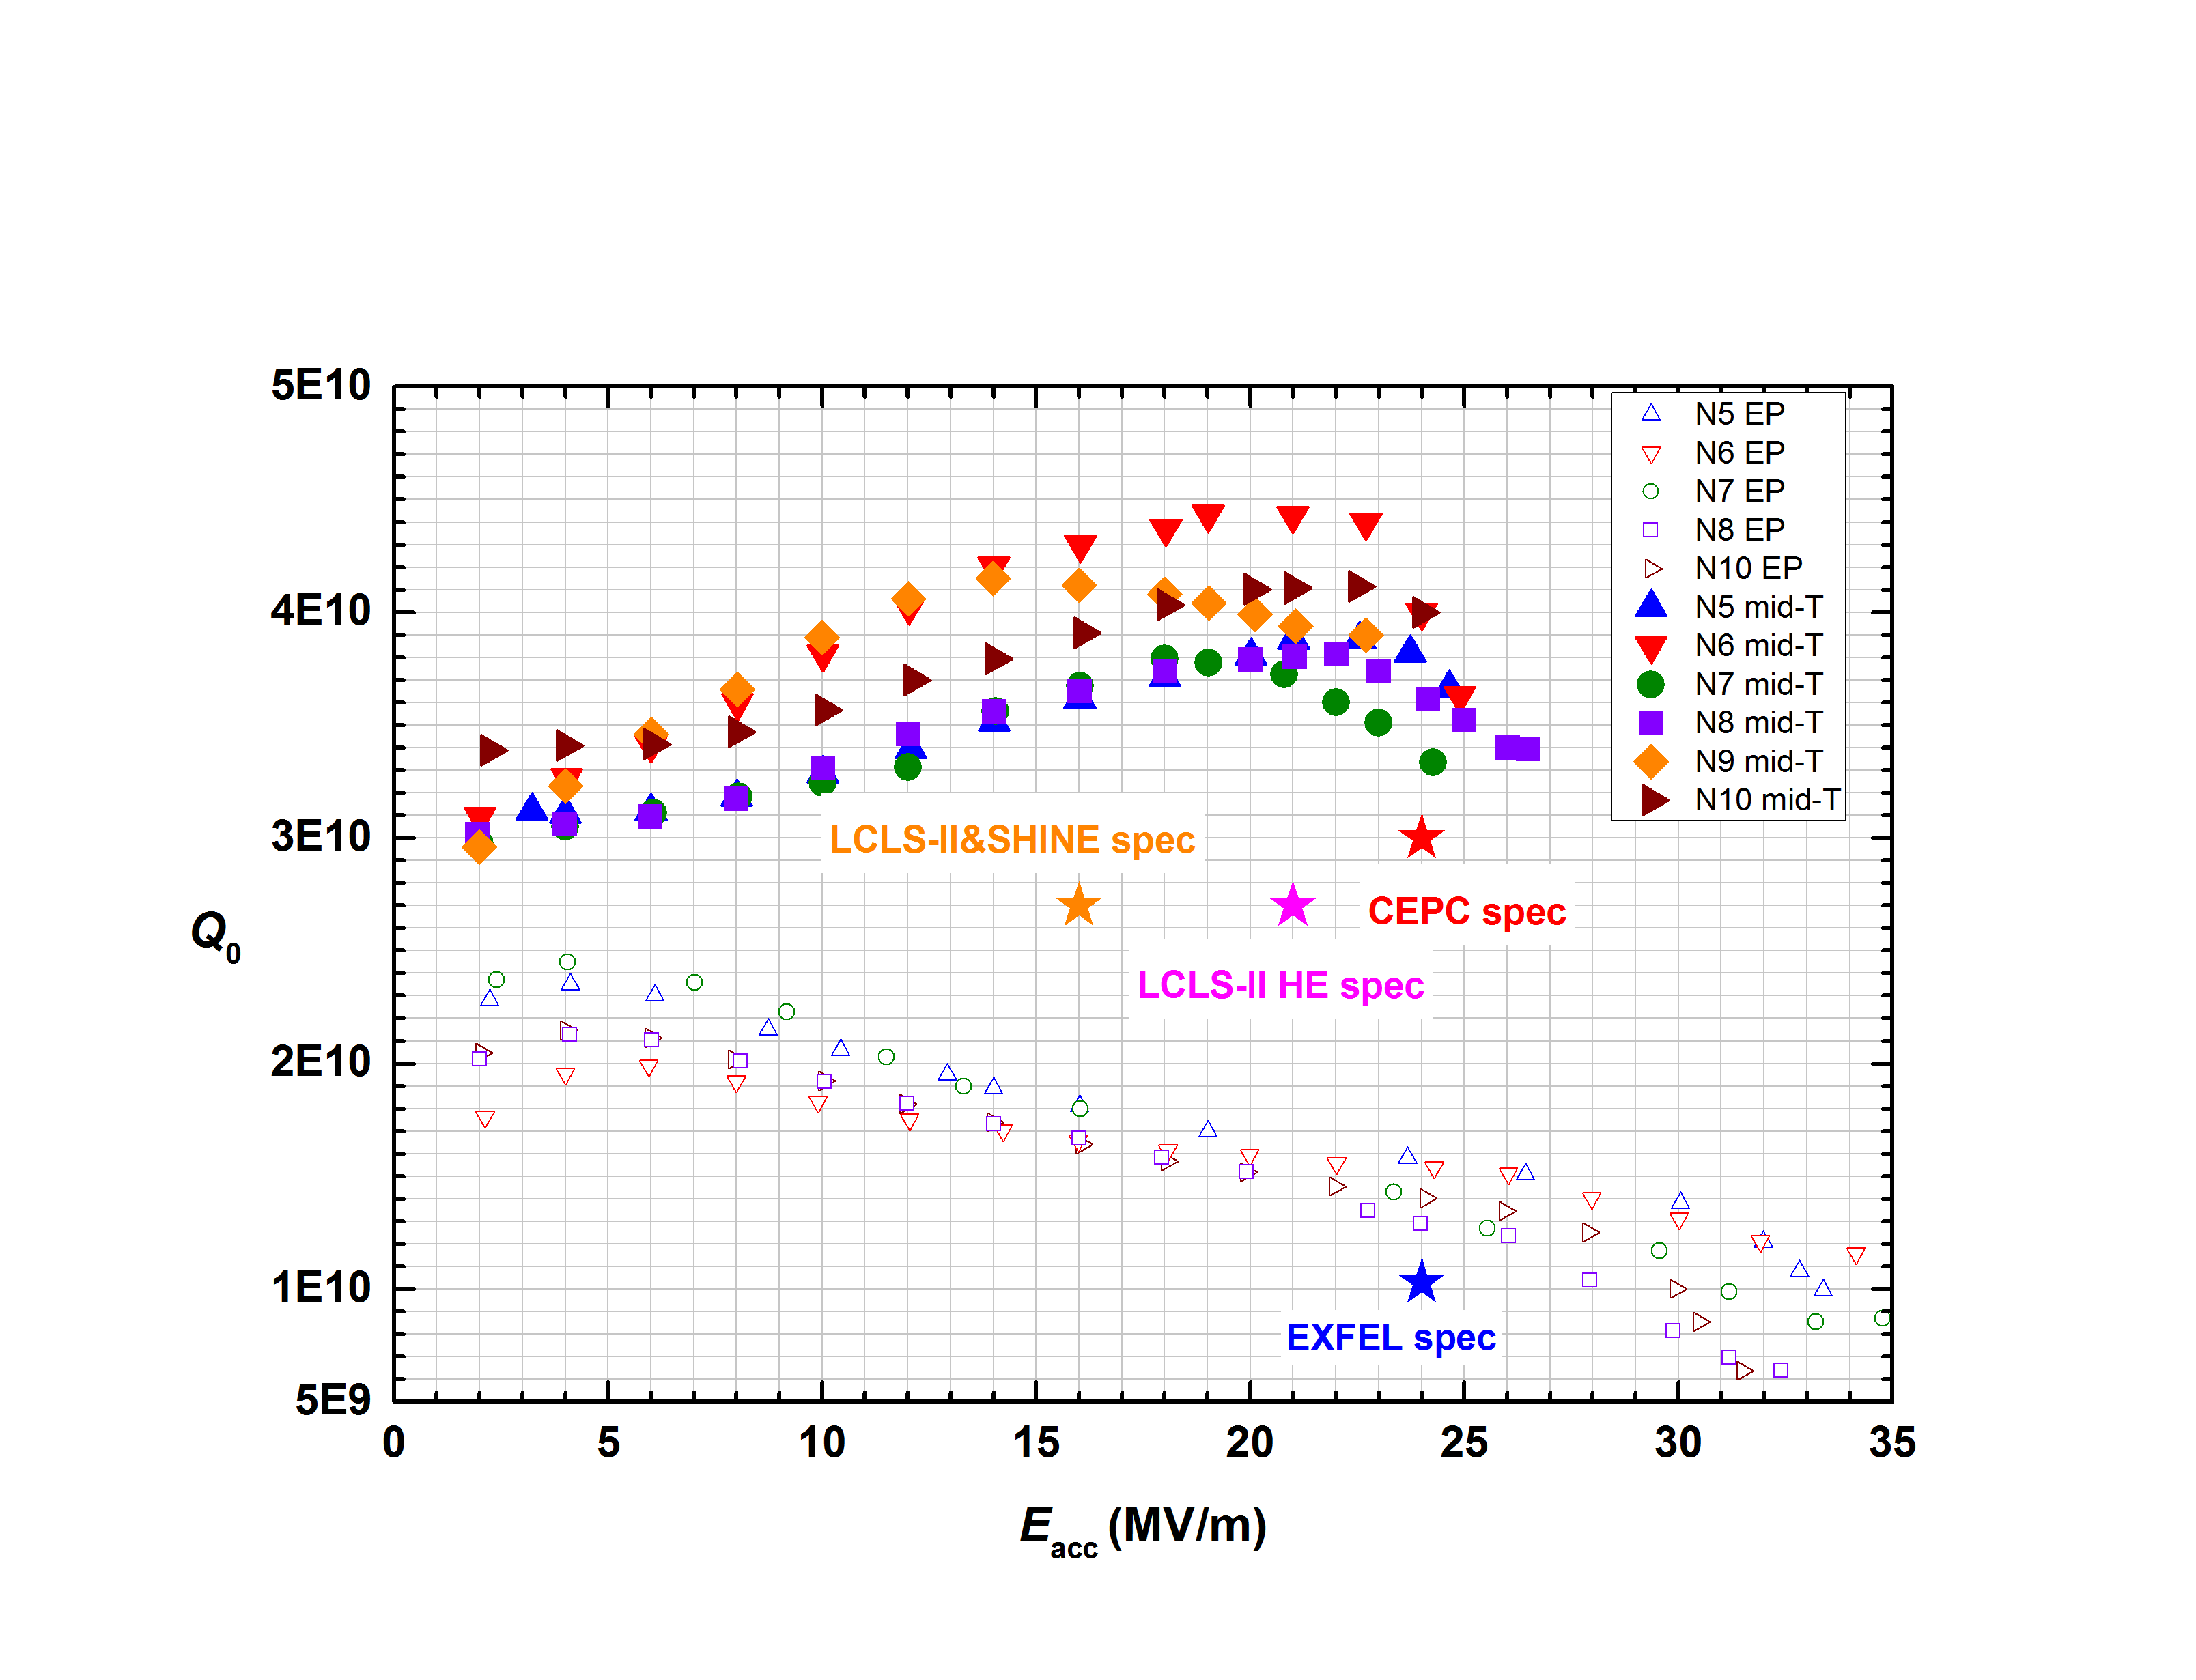 5E10
4E10
3E10
2E10
1E10
5E9
Q0
N5 EP
N6 EP
N7 EP
N8 EP
N10 EP
N5 mid-T
N6 mid-T
N7 mid-T
N8 mid-T
N9 mid-T
N10 mid-T
LCLS-II&SHINE spec
CEPC spec
LCLS-II HE spec
EXFEL spec
0 5 10 15 20 25 30 35
Eacc (MV/m)